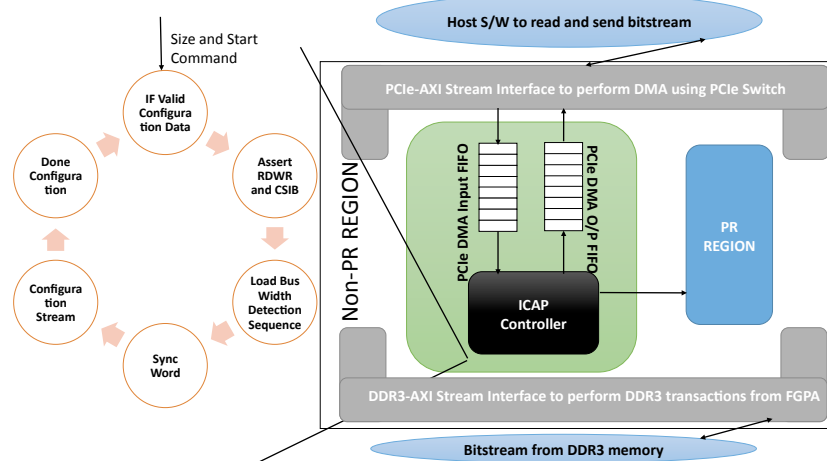 Size and Start
Command
IF Valid
Configura
tion Data
Assert
RDWR
and CSIB
Load Bus
Width
Detection
Sequence
Sync
Word
Configura
tion
Stream
Done
Configura
tion
Host S/W to read and send bitstream
PCIe-AXI Stream Interface to perform DMA using PCIe Switch
Non-PR REGION
PCIe DMA Input FIFO
PCIe DMA O/P FIFO
ICAP
Controller
PR
REGION
DDR3-AXI Stream Interface to perform DDR3 transactions from FGPA
Bitstream from DDR3 memory